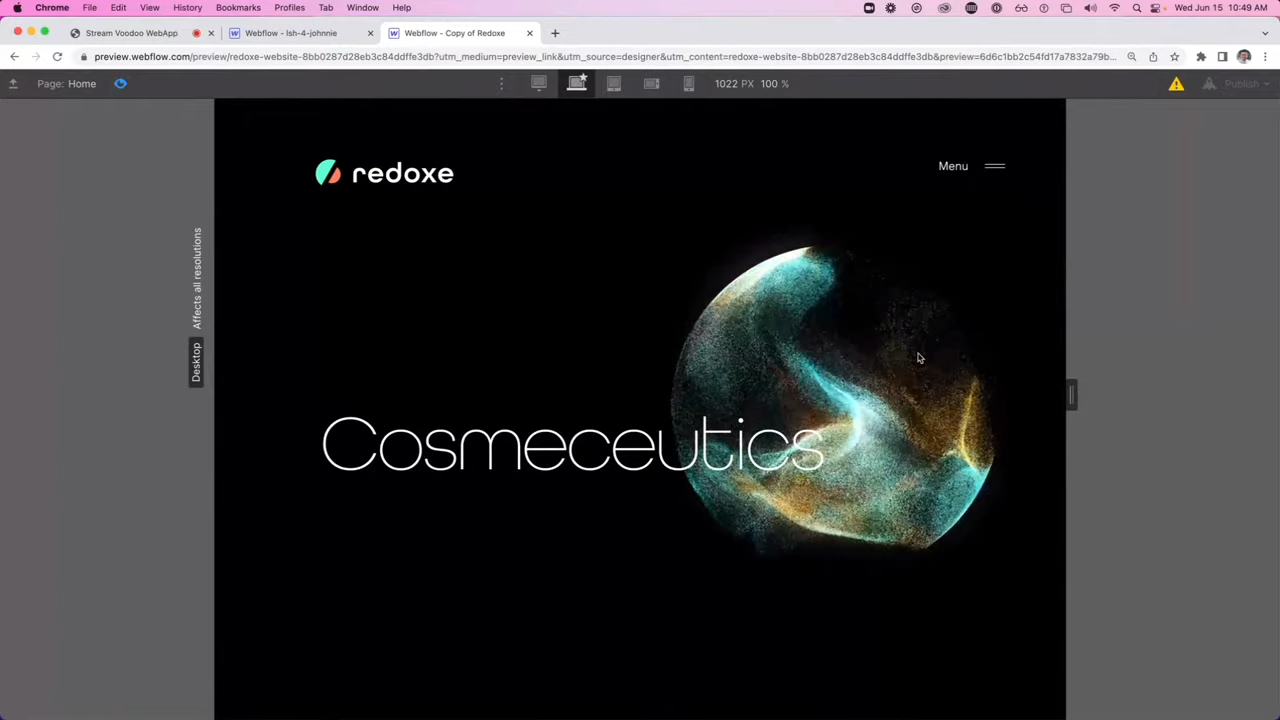 Chrome File Edit View History Bookmarks Profiles Tab Window Help Wed Jun 15 10:49 AM
Stream Voodoo WebApp
Webflow - lsh-4-johnnie
Webflow - Copy of Redoxe
preview.webflow.com/preview/redoxe-website-8bb0287d26bd3c84ddffe3db?utm_medium=preview_link&utm_source=designer&utm_content=redoxe-website-8bb0287d26bd3c84ddffe3db&preview=6d6c1bb2c54fd17a7832a79b...
Page: Home
1022 PX 100 %
Publish
redoxe
Menu
Affects all resolutions
Desktop
Cosmeceutics